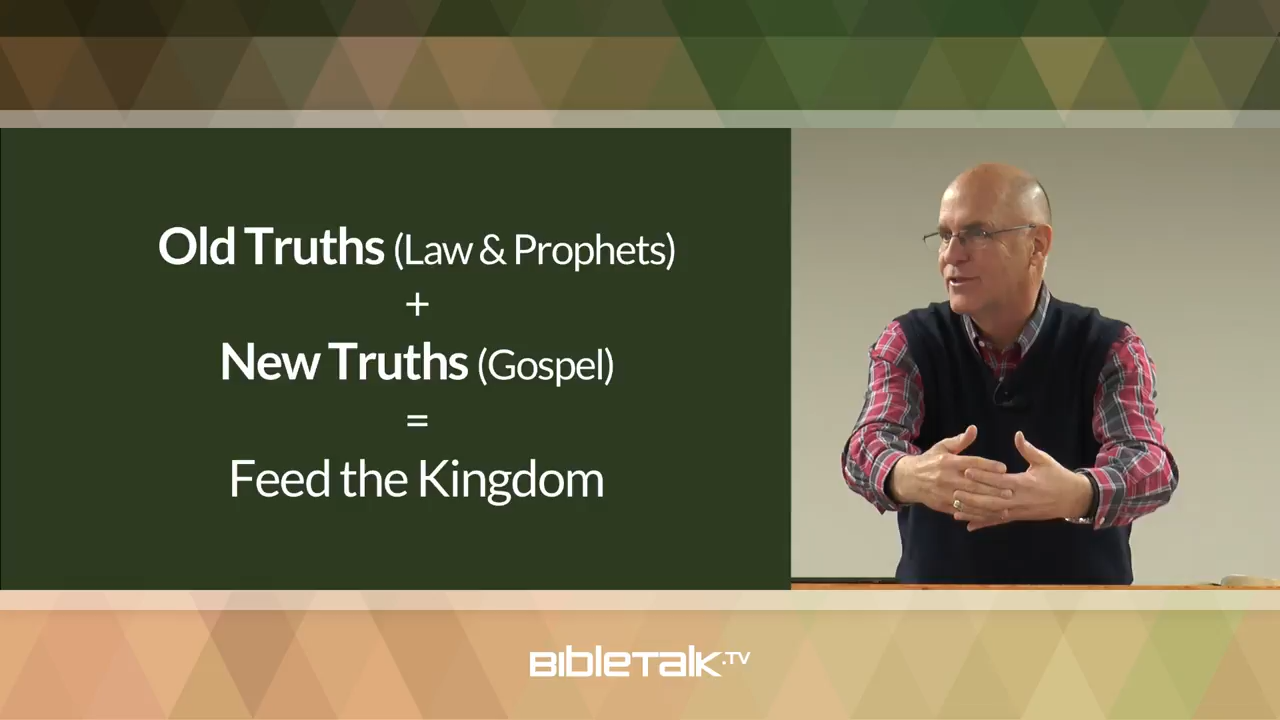 Old Truths (Law & Prophets)
+
New Truths (Gospel)
=
Feed the Kingdom
BibleTalk.TV